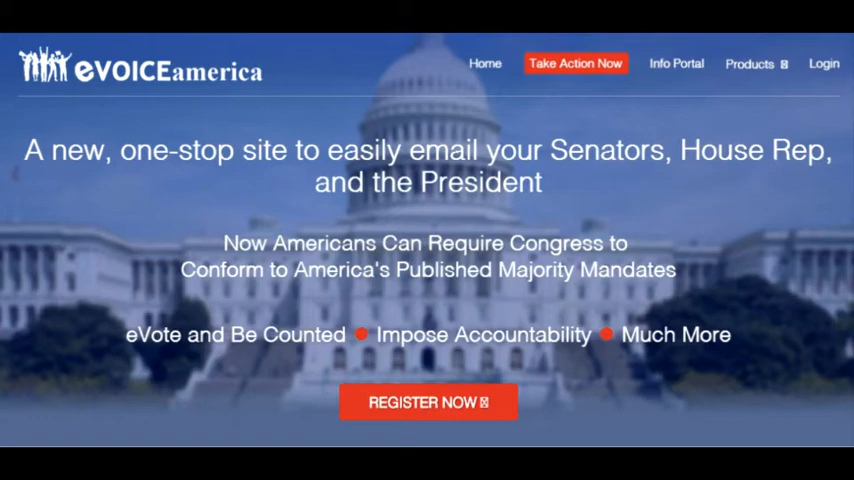 eVOICEamerica
Home Take Action Now Info Portal Products Login
A new, one-stop site to easily email your Senators, House Rep,
and the President
Now Americans Can Require Congress to
Conform to America's Published Majority Mandates
eVote and Be Counted ● Impose Accountability ● Much More
REGISTER NOW